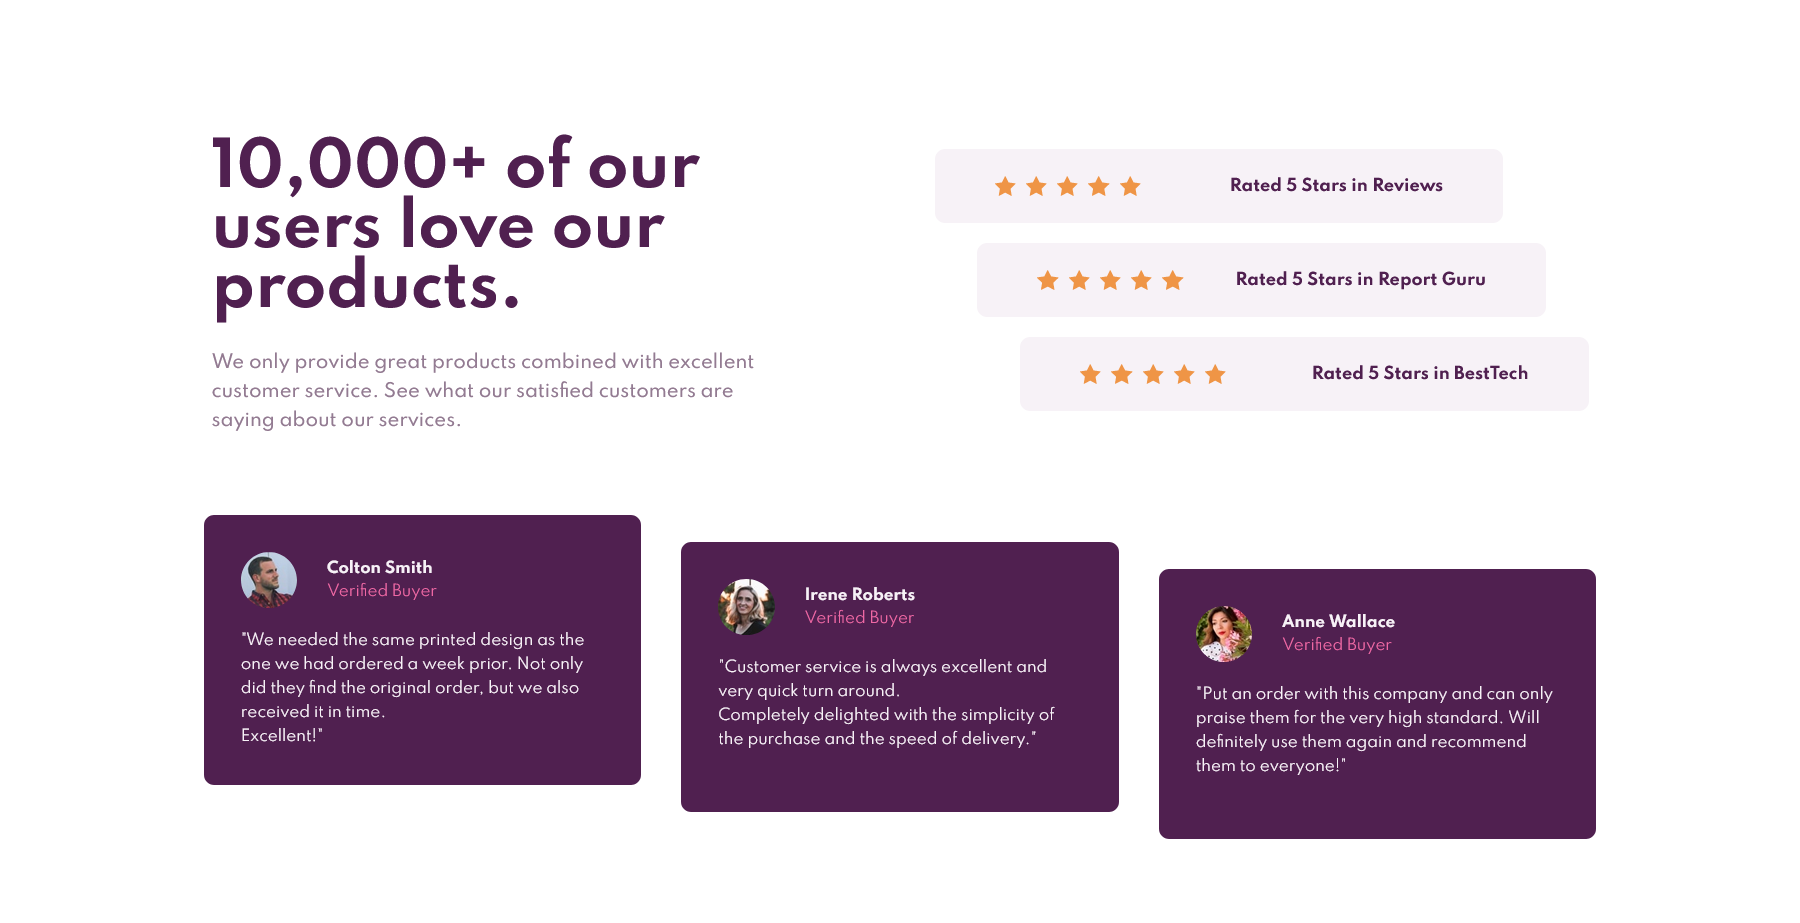 10,000+ of our
users love our
products.
We only provide great products combined with excellent
customer service. See what our satisfied customers are
saying about our services.
Rated 5 Stars in Reviews
Rated 5 Stars in Report Guru
Rated 5 Stars in BestTech
Colton Smith
Verified Buyer
"We needed the same printed design as the
one we had ordered a week prior. Not only
did they find the original order, but we also
received it in time.
Excellent!"
Irene Roberts
Verified Buyer
"Customer service is always excellent and
very quick turn around.
Completely delighted with the simplicity of
the purchase and the speed of delivery."
Anne Wallace
Verified Buyer
"Put an order with this company and can only
praise them for the very high standard. Will
definitely use them again and recommend
them to everyone!"